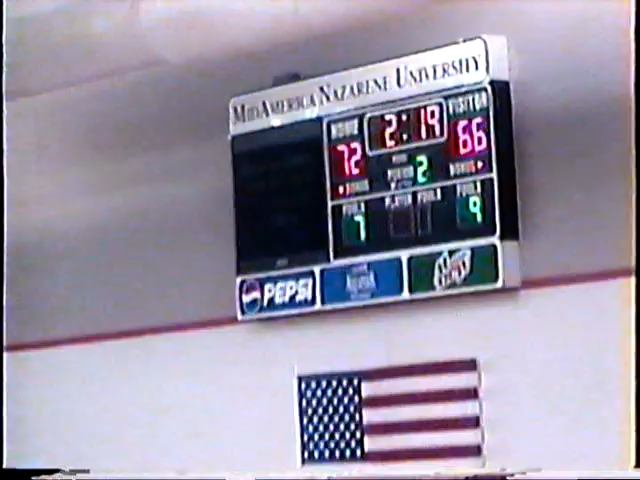 MIDAMERICA NAZARENE UNIVERSITY
HOME 2:19 VISITOR
72 66
PERIOD 2
BONUS BONUS
FOULS PLAYER FOULS FOULS
7 9
PEPSI